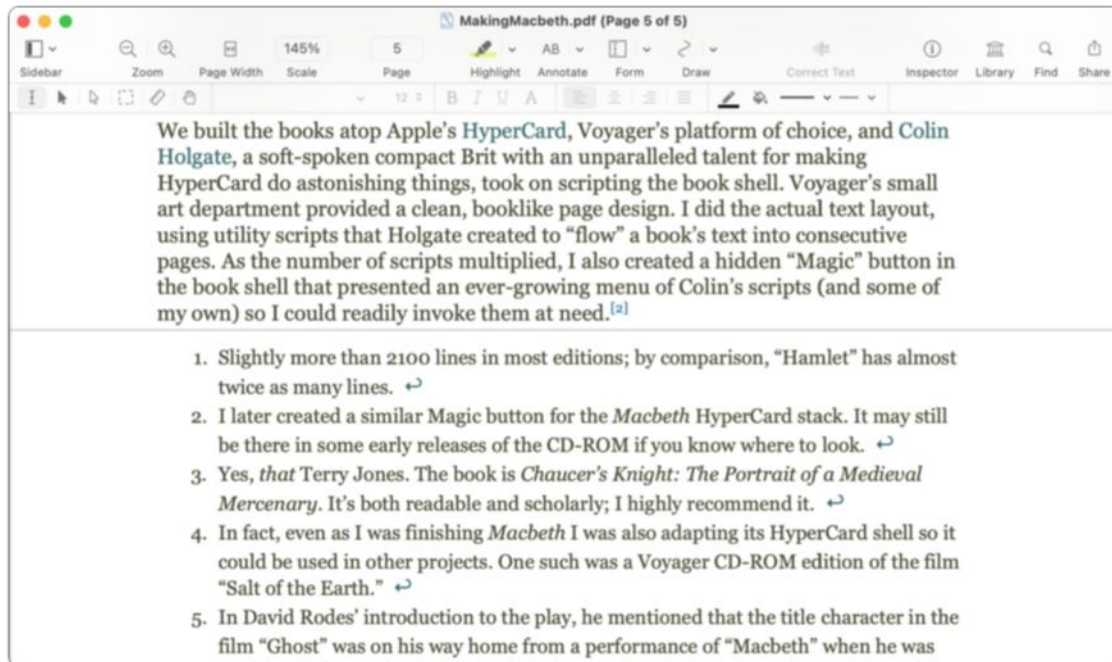 MakingMacbeth.pdf (Page 5 of 5)
145%
5
AB
Sidebar
Zoom
Page Width
Scale
Page
Highlight
Annotate
Form
Draw
Correct Text
Inspector
Library
Find
Share
12
B I U A
We built the books atop Apple’s HyperCard, Voyager’s platform of choice, and Colin
Holgate, a soft-spoken compact Brit with an unparalleled talent for making
HyperCard do astonishing things, took on scripting the book shell. Voyager’s small
art department provided a clean, booklike page design. I did the actual text layout,
using utility scripts that Holgate created to “flow” a book’s text into consecutive
pages. As the number of scripts multiplied, I also created a hidden “Magic” button in
the book shell that presented an ever-growing menu of Colin’s scripts (and some of
my own) so I could readily invoke them at need.[2]
1. Slightly more than 2100 lines in most editions; by comparison, “Hamlet” has almost
twice as many lines. ↩
2. I later created a similar Magic button for the Macbeth HyperCard stack. It may still
be there in some early releases of the CD-ROM if you know where to look. ↩
3. Yes, that Terry Jones. The book is Chaucer’s Knight: The Portrait of a Medieval
Mercenary. It’s both readable and scholarly; I highly recommend it. ↩
4. In fact, even as I was finishing Macbeth I was also adapting its HyperCard shell so it
could be used in other projects. One such was a Voyager CD-ROM edition of the film
“Salt of the Earth.” ↩
5. In David Rodes’ introduction to the play, he mentioned that the title character in the
film “Ghost” was on his way home from a performance of “Macbeth” when he was